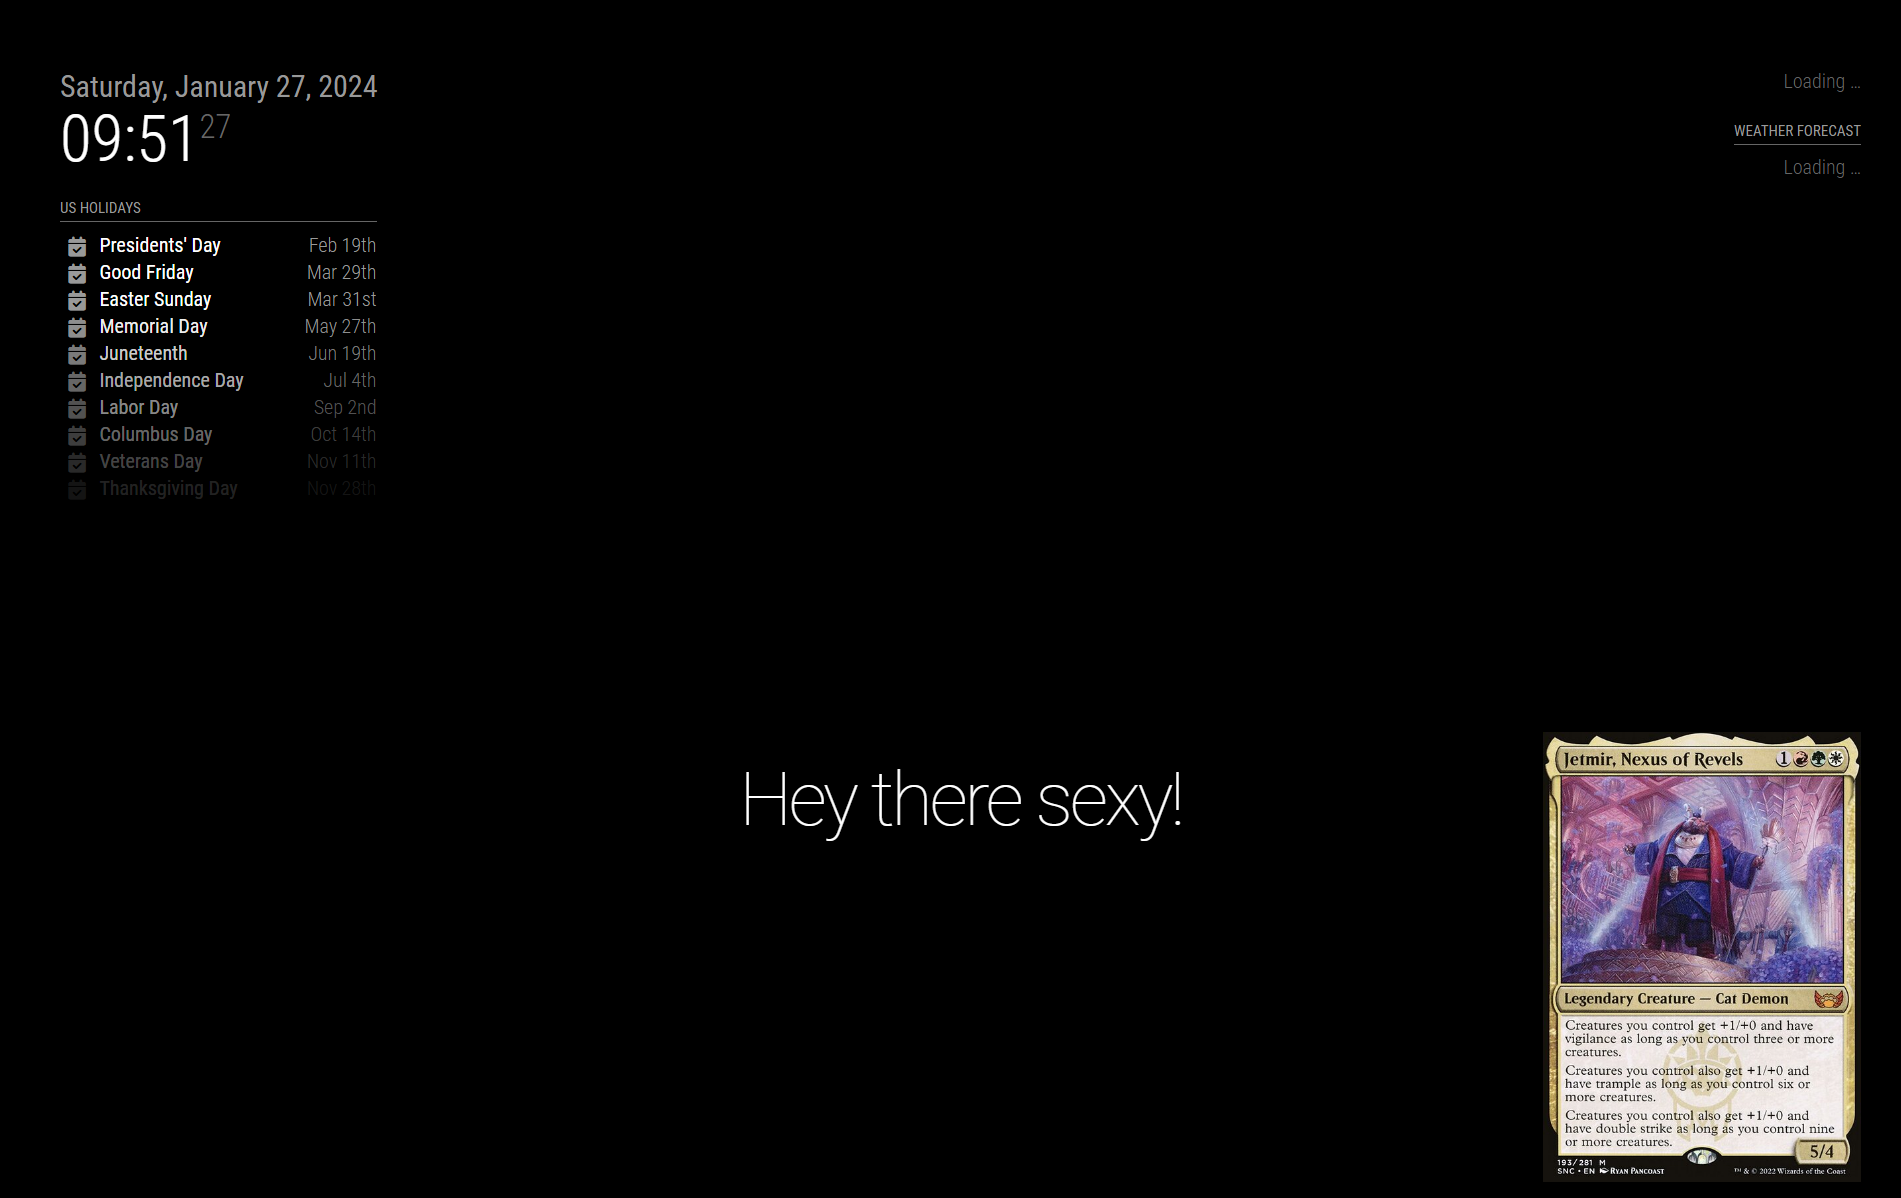 Saturday, January 27, 2024
09:51 27
US HOLIDAYS
Presidents' Day Feb 19th
Good Friday Mar 29th
Easter Sunday Mar 31st
Memorial Day May 27th
Juneteenth Jun 19th
Independence Day Jul 4th
Labor Day Sep 2nd
Columbus Day Oct 14th
Veterans Day Nov 11th
Thanksgiving Day Nov 28th
Loading ...
WEATHER FORECAST
Loading ...
Hey there sexy!
Jetmir, Nexus of Revels 1
Legendary Creature — Cat Demon
Creatures you control get +1/+0 and have
vigilance as long as you control three or more
creatures.
Creatures you control also get +1/+0 and
have trample as long as you control six or
more creatures.
Creatures you control also get +1/+0 and
have double strike as long as you control nine
or more creatures.
5/4
193/281 M
SNC • EN Ryan Pancoast
™ & © 2022 Wizards of the Coast